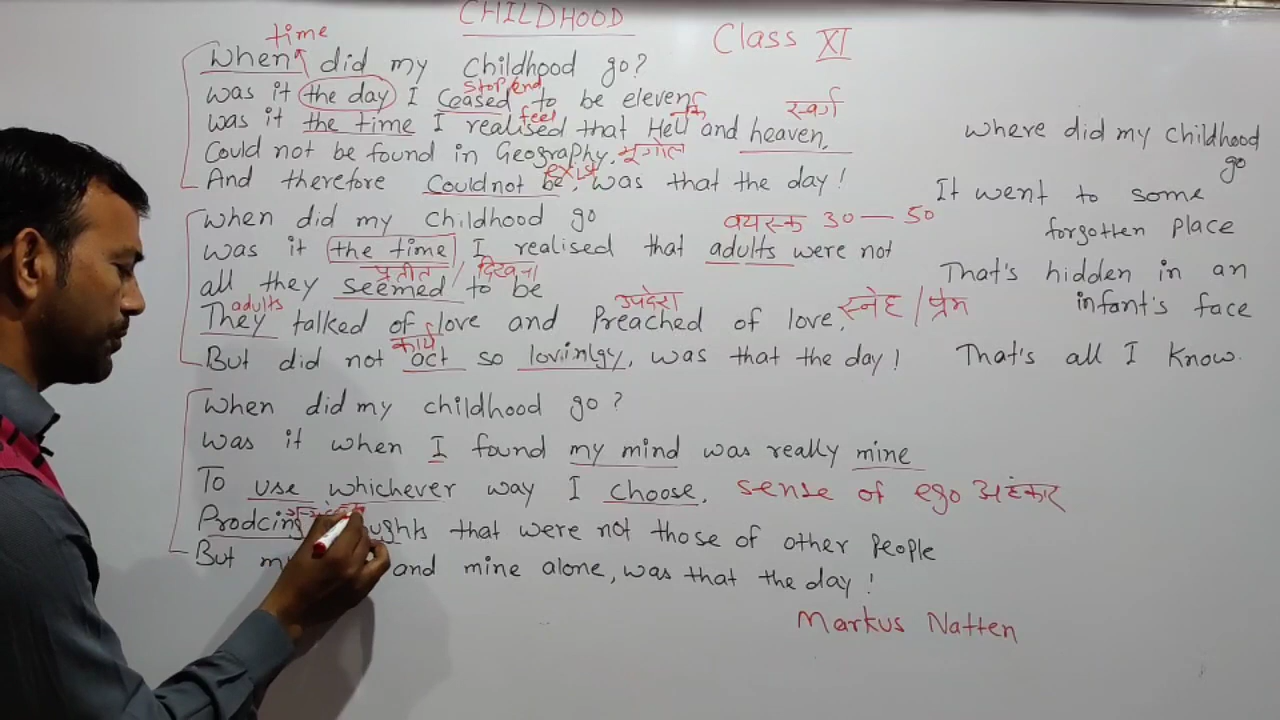 CHILDHOOD
Class XI
time
When did my childhood go?
stop/end
was it the day I Ceased to be eleven
feel
स्वर्ग
was it the time I realised that Hell and heaven,
Could not be found in Geography, भूगोल
exist
And therefore Could not be, was that the day!
When did my childhood go
वयस्क 30 — 50
was it the time I realised that adults were not
प्रतीत / दिखना
all they seemed to be
adults
उपदेश
स्नेह / प्रेम
They talked of love and Preached of love,
कार्य
But did not act so lovinlgy, was that the day!
When did my childhood go?
Was it when I found my mind was really mine
To use whichever way I choose, sense of ego अहंकार
Prodcing ughts that were not those of other People
But and mine alone, was that the day!
Markus Natten
where did my childhood
go
It went to some
forgotten place
That's hidden in an
infant's face
That's all I know.